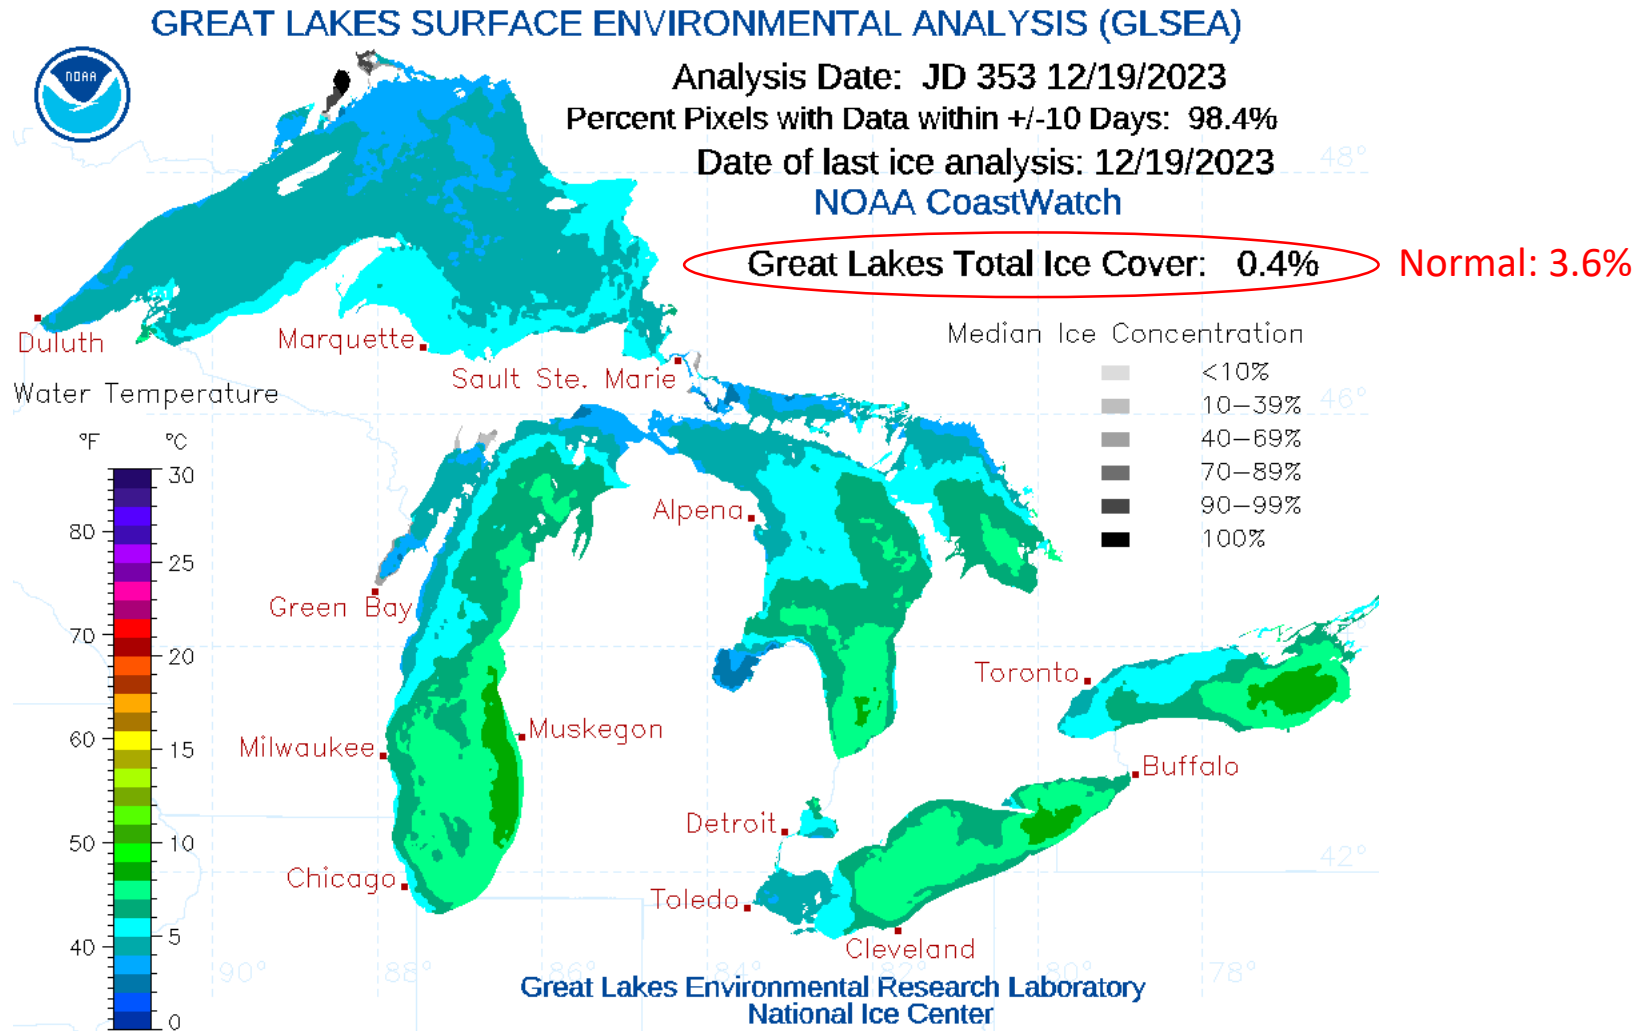 GREAT LAKES SURFACE ENVIRONMENTAL ANALYSIS (GLSEA)
NOAA
Analysis Date: JD 353 12/19/2023
Percent Pixels with Data within +/-10 Days: 98.4%
Date of last ice analysis: 12/19/2023
NOAA CoastWatch
Great Lakes Total Ice Cover: 0.4%
Normal: 3.6%
48°
Duluth
Marquette
Sault Ste. Marie
Median Ice Concentration
<10%
10–39%
40–69%
70–89%
90–99%
100%
46°
Water Temperature
°F °C
30
80
25
70
20
60
15
50
10
40
5
0
Alpena
Green Bay
Toronto
Muskegon
Milwaukee
Buffalo
Detroit
42°
Chicago
Toledo
Cleveland
90° 88° 86° 84° 82° 80° 78°
Great Lakes Environmental Research Laboratory
National Ice Center